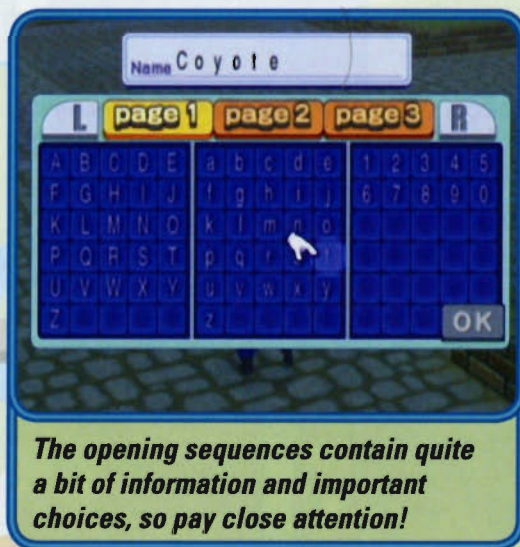 Name Coyote
L page 1 page 2 page 3 R
A B C D E a b c d e 1 2 3 4 5
F G H I J f g h i j 6 7 8 9 0
K L M N O k l m n o
P Q R S T p q r t
U V W X Y u v w x y
Z z
OK
The opening sequences contain quite
a bit of information and important
choices, so pay close attention!